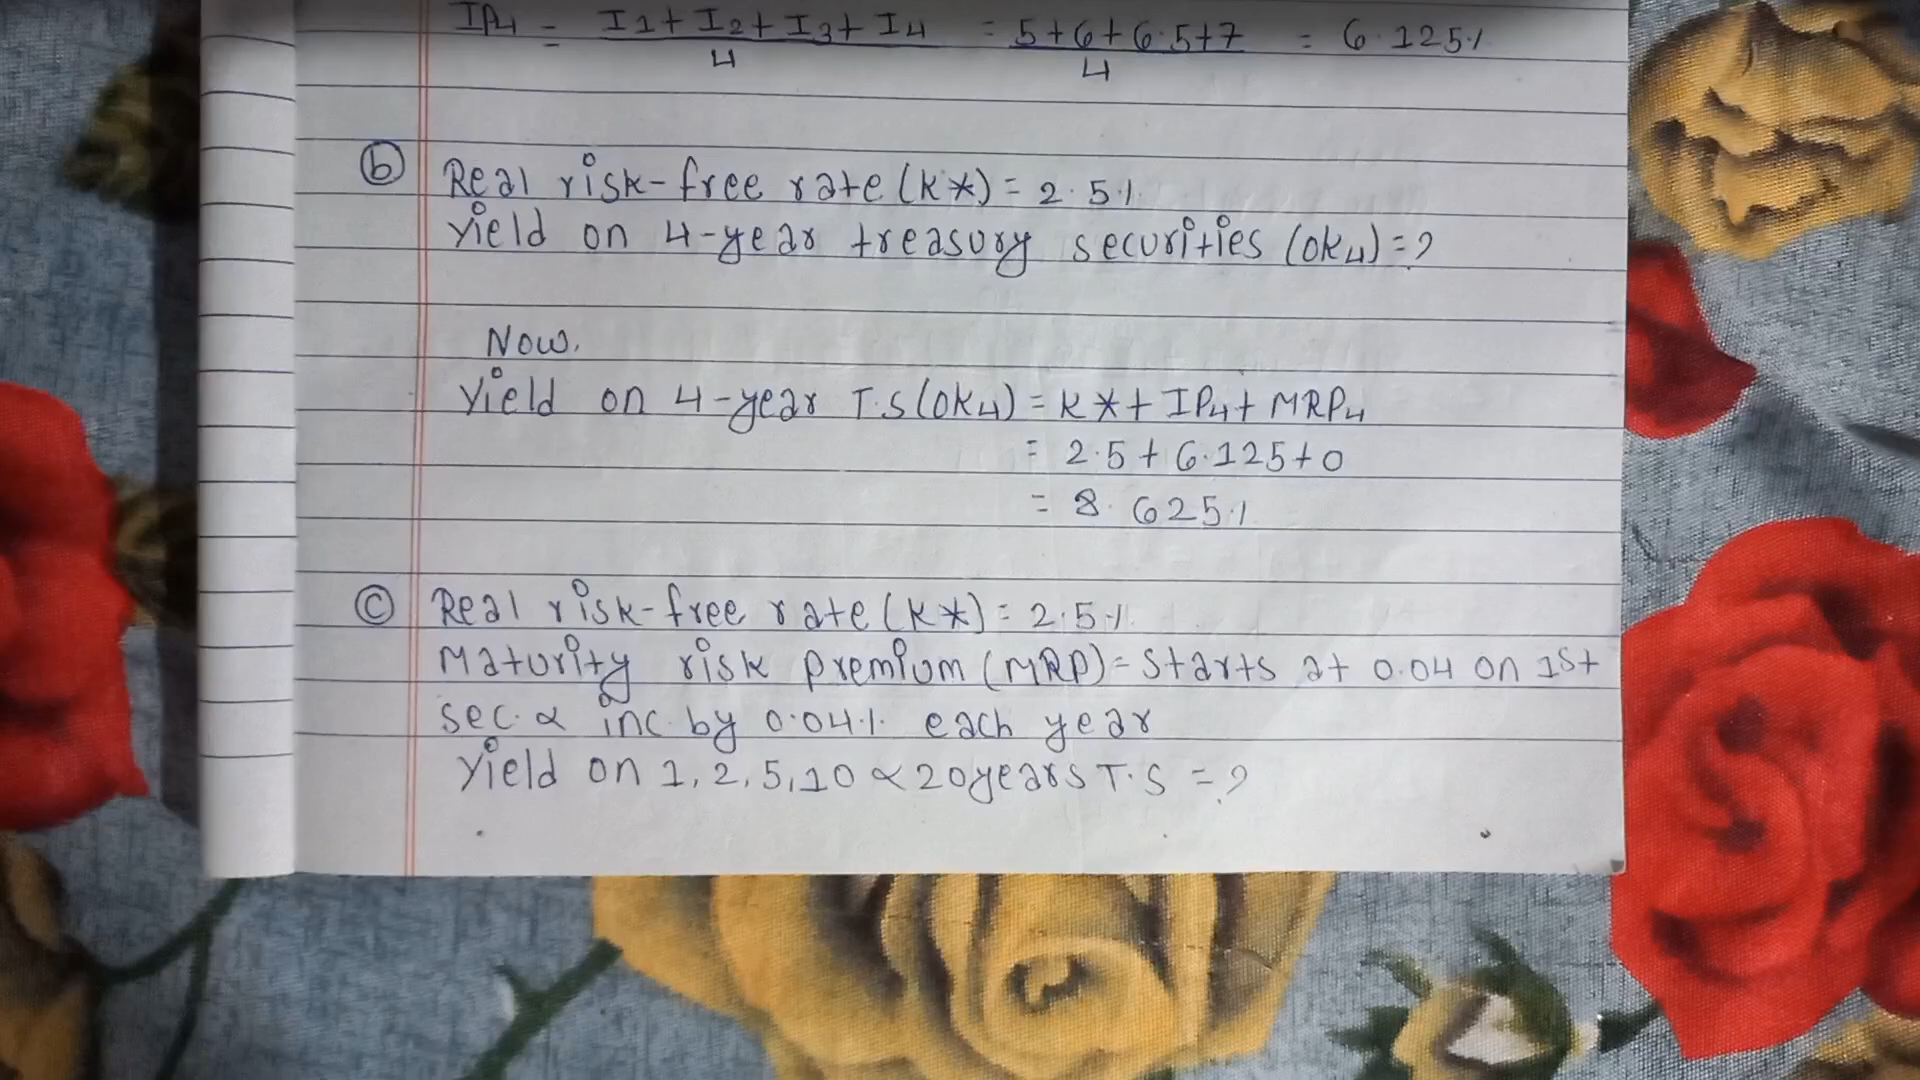 IP4 = I1+I2+I3+I4 / 4 = 5+6+6.5+7 / 4 = 6.125%
(b) Real risk-free rate (K*) = 2.5%
Yield on 4-year treasury securities (0K4) = ?
Now,
Yield on 4-year T.S (0K4) = K*+IP4+MRP4
= 2.5+6.125+0
= 8.625%
(c) Real risk-free rate (K*) = 2.5%
Maturity risk premium (MRP) = starts at 0.04 on 1st
sec. & inc. by 0.04% each year
Yield on 1, 2, 5, 10 & 20 years T.S = ?